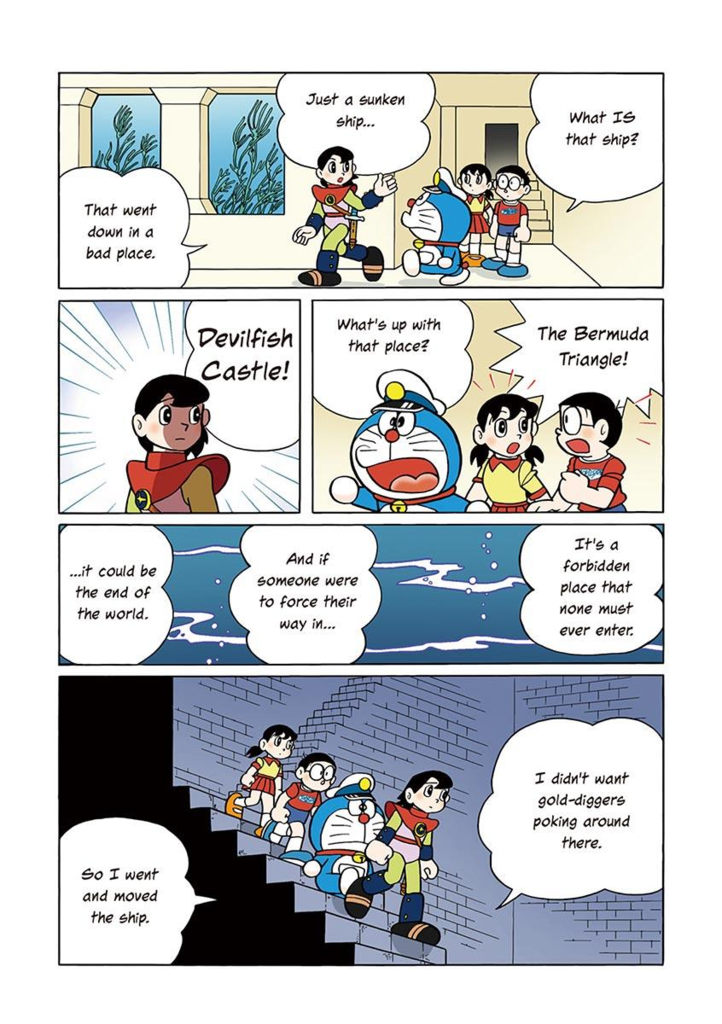 What IS
that ship?
Just a sunken
ship...
That went
down in a
bad place.
The Bermuda
Triangle!
What's up with
that place?
Devilfish
Castle!
It's a
forbidden
place that
none must
ever enter.
And if
someone were
to force their
way in...
...it could be
the end of
the world.
I didn't want
gold-diggers
poking around
there.
So I went
and moved
the ship.